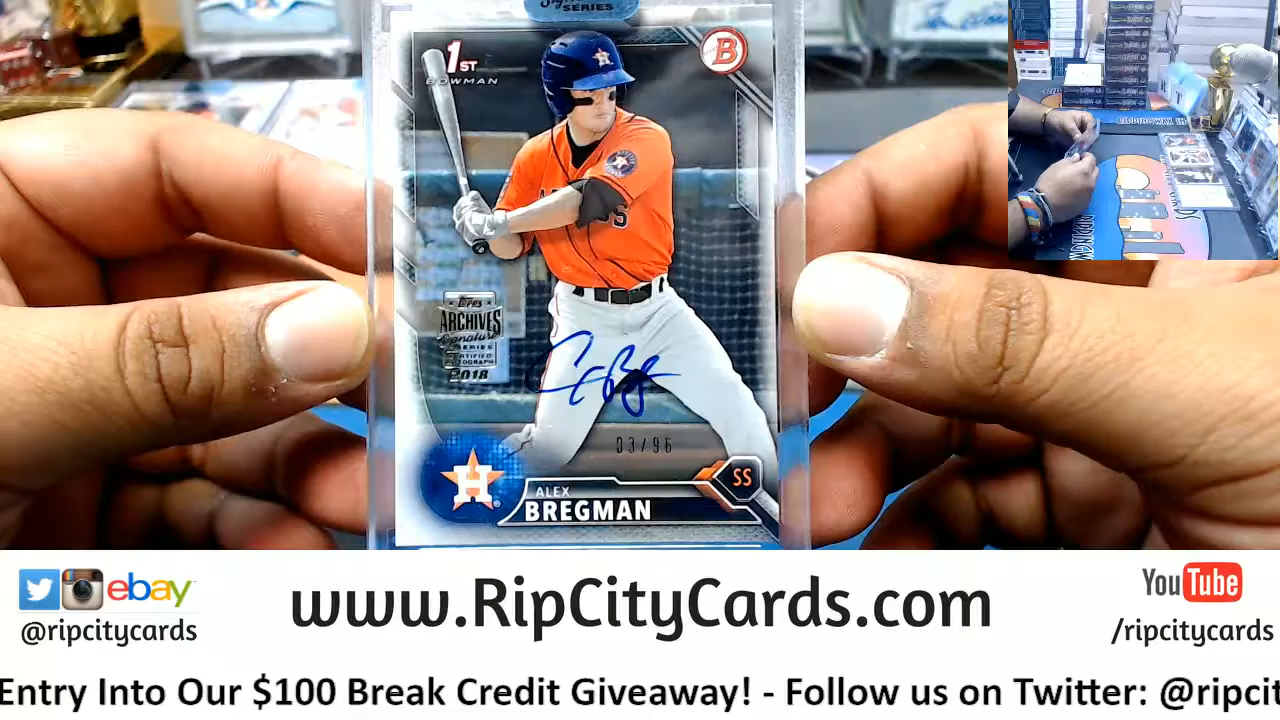 Signature
SERIES
1ST
BOWMAN
B
Topps
ARCHIVES
Signature
SERIES
CERTIFIED
AUTOGRAPH
2018
03/96
H
SS
ALEX
BREGMAN
ebay
@ripcitycards
www.RipCityCards.com
YouTube
/ripcitycards
Entry Into Our $100 Break Credit Giveaway! - Follow us on Twitter: @ripcit